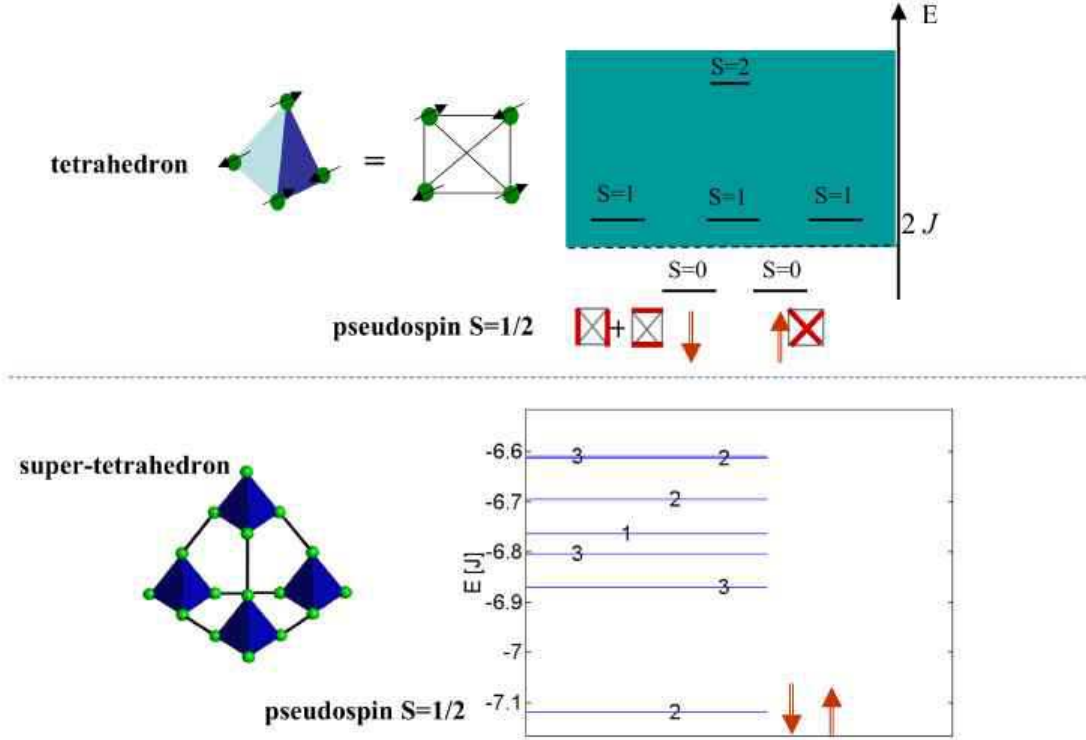 E
S=2
tetrahedron
=
S=1 S=1 S=1
2 J
S=0 S=0
pseudospin S=1/2
+
super-tetrahedron
E [J]
-6.6
3 2
-6.7
2
1
-6.8
3
3
-6.9
-7
-7.1
2
pseudospin S=1/2